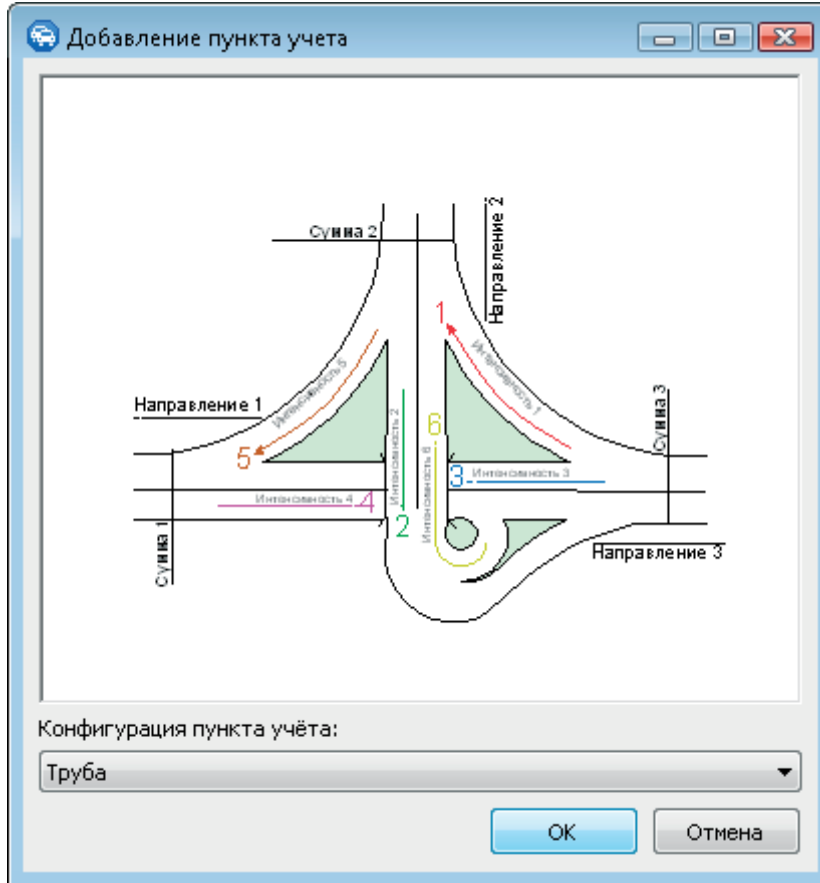 Добавление пункта учета
Сумма 2
Направление 2
1
Интенсивность 5
Интенсивность 1
Направление 1
Интенсивность 2
6
Сумма 3
5
3
Интенсивность 3
Интенсивность 4
4
Интенсивность 6
2
Сумма 1
Направление 3
Конфигурация пункта учёта:
Труба
ОК
Отмена